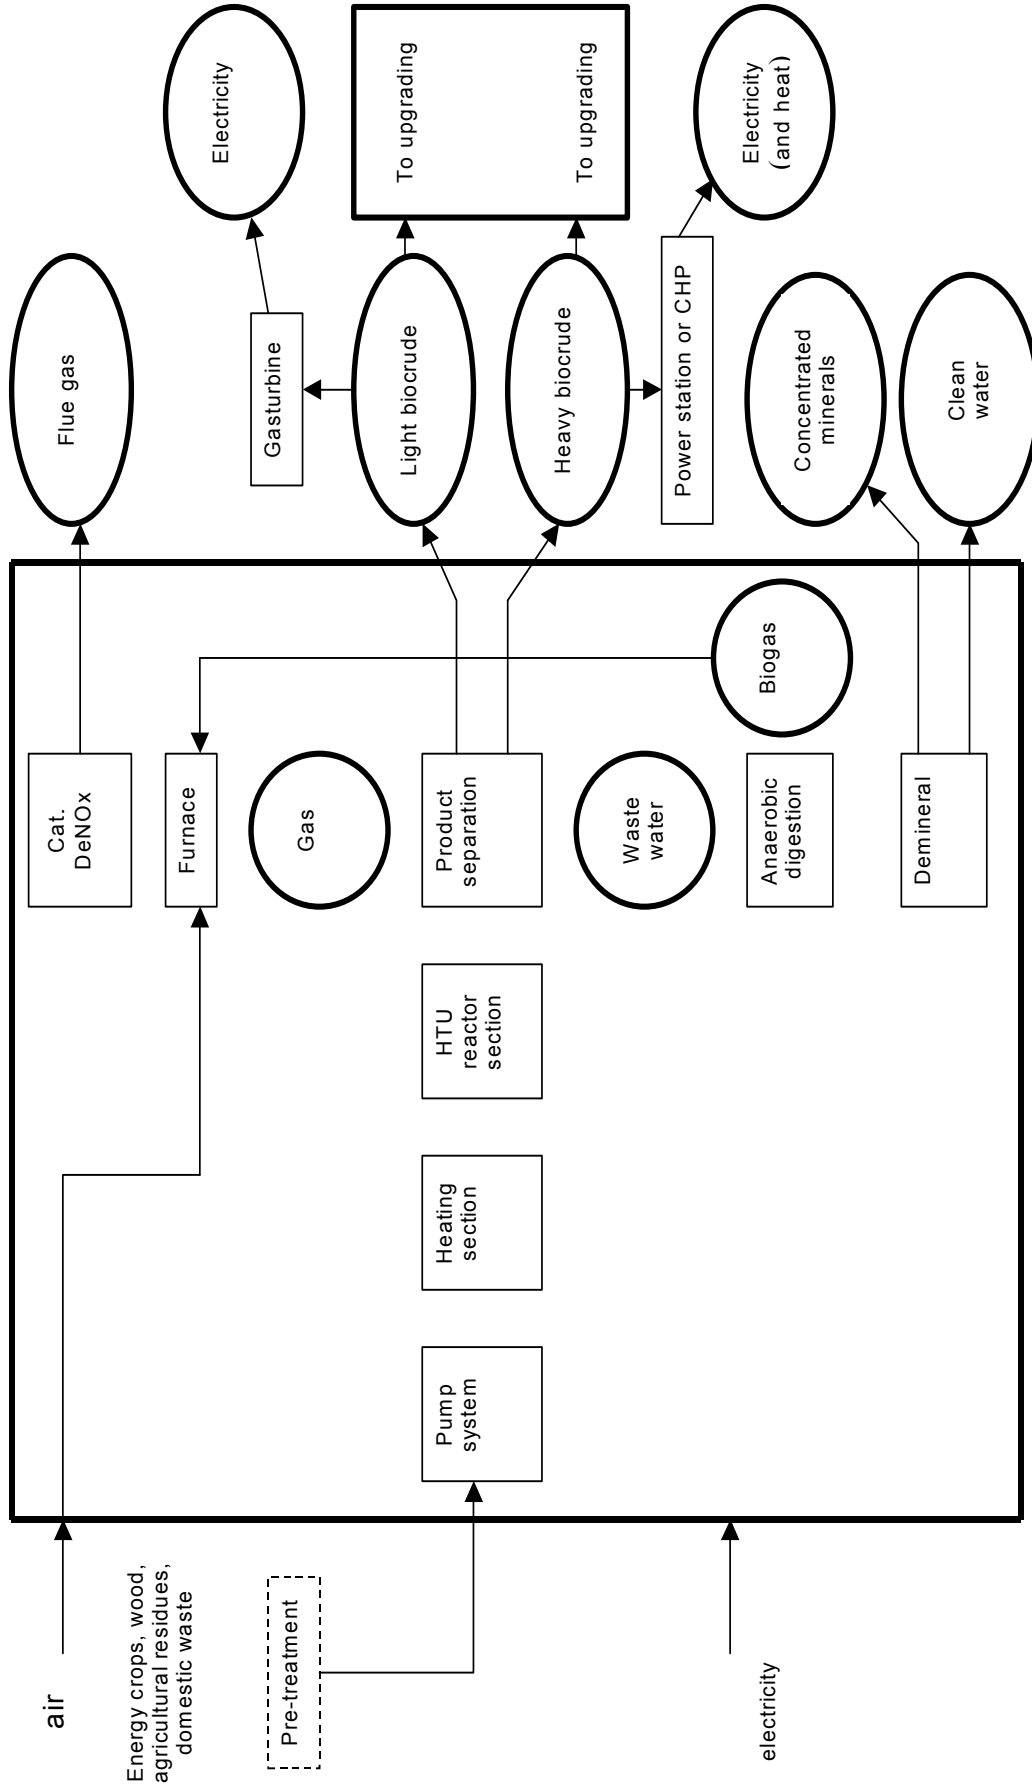 air
Energy crops, wood,
agricultural residues,
domestic waste
Pre-treatment
electricity
Pump
system
Heating
section
HTU
reactor
section
Cat.
DeNOx
Furnace
Gas
Product
separation
Waste
water
Anaerobic
digestion
Demineral
Biogas
Flue gas
Gasturbine
Light biocrude
Heavy biocrude
Power station or CHP
Concentrated
minerals
Clean
water
Electricity
To upgrading
To upgrading
Electricity
(and heat)